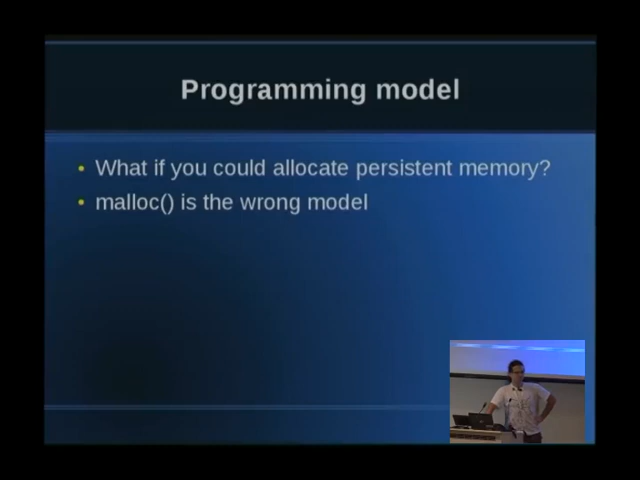 Programming model
What if you could allocate persistent memory?
malloc() is the wrong model